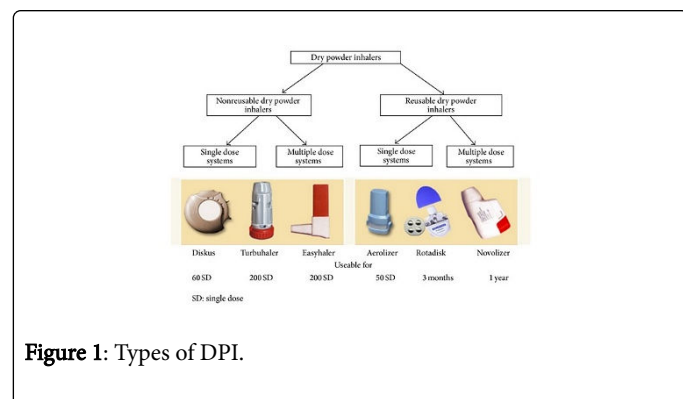 Dry powder inhalers
Nonreusable dry powder
inhalers
Reusable dry powder
inhalers
Single dose
systems
Multiple dose
systems
Single dose
systems
Multiple dose
systems
Diskus Turbuhaler Easyhaler Aerolizer Rotadisk Novolizer
Useable for
60 SD 200 SD 200 SD 50 SD 3 months 1 year
SD: single dose
Figure 1: Types of DPI.